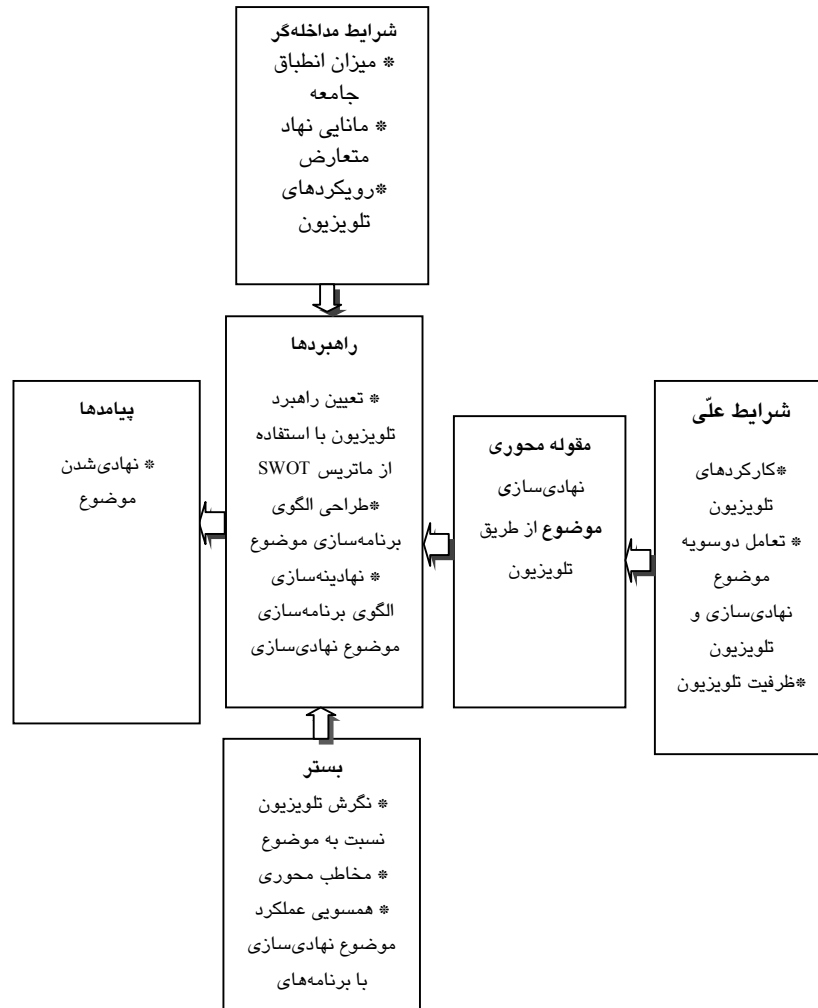 شرایط مداخله‌گر
* میزان انطباق
جامعه
* مانایی نهاد
متعارض
*رویکردهای
تلویزیون
شرایط علّی
*کارکردهای
تلویزیون
* تعامل دوسویه
موضوع
نهادی‌سازی و
تلویزیون
*ظرفیت تلویزیون
مقوله محوری
نهادی‌سازی
موضوع از طریق
تلویزیون
راهبردها
* تعیین راهبرد
تلویزیون با استفاده
از ماتریس SWOT
*طراحی الگوی
برنامه‌سازی موضوع
* نهادینه‌سازی
الگوی برنامه‌سازی
موضوع نهادی‌سازی
پیامدها
* نهادی‌شدن
موضوع
بستر
* نگرش تلویزیون
نسبت به موضوع
* مخاطب محوری
* همسویی عملکرد
موضوع نهادی‌سازی
با برنامه‌های